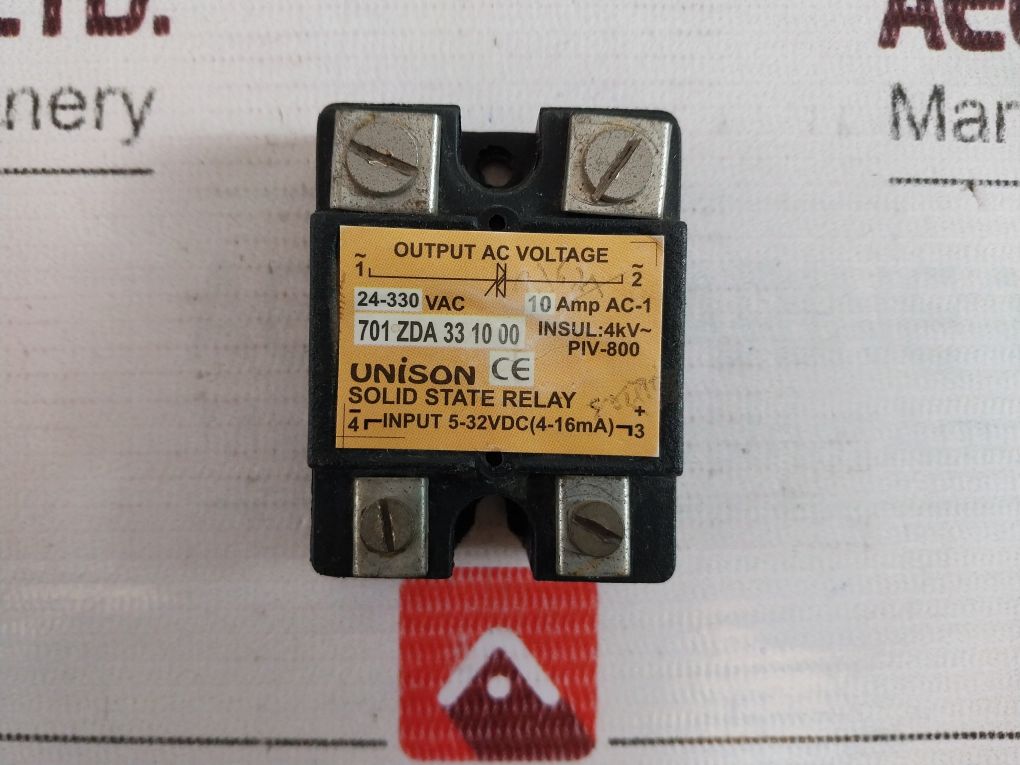 LTD.
nery
Mar
OUTPUT AC VOLTAGE
~ ~
1 2
24-330 VAC 10 Amp AC-1
701 ZDA 33 10 00 INSUL:4kV~
PIV-800
UNiSON CE
SOLID STATE RELAY
− +
4 INPUT 5-32VDC(4-16mA) 3